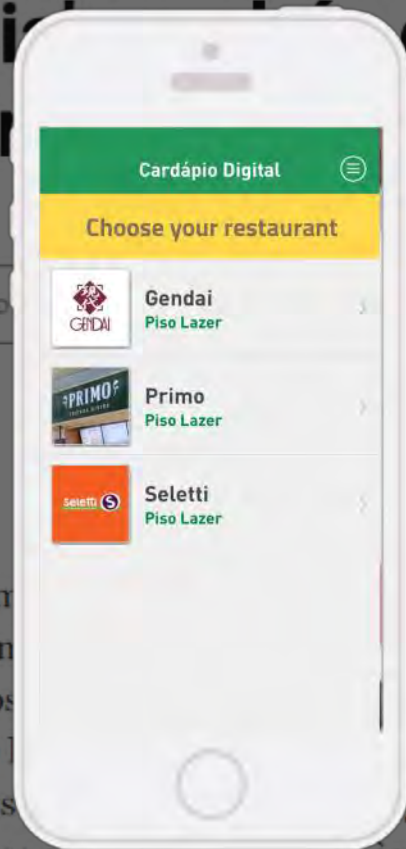 Cardápio Digital
Choose your restaurant
GENDAI
Gendai
Piso Lazer
PRIMO
Primo
Piso Lazer
Seletti S
Seletti
Piso Lazer